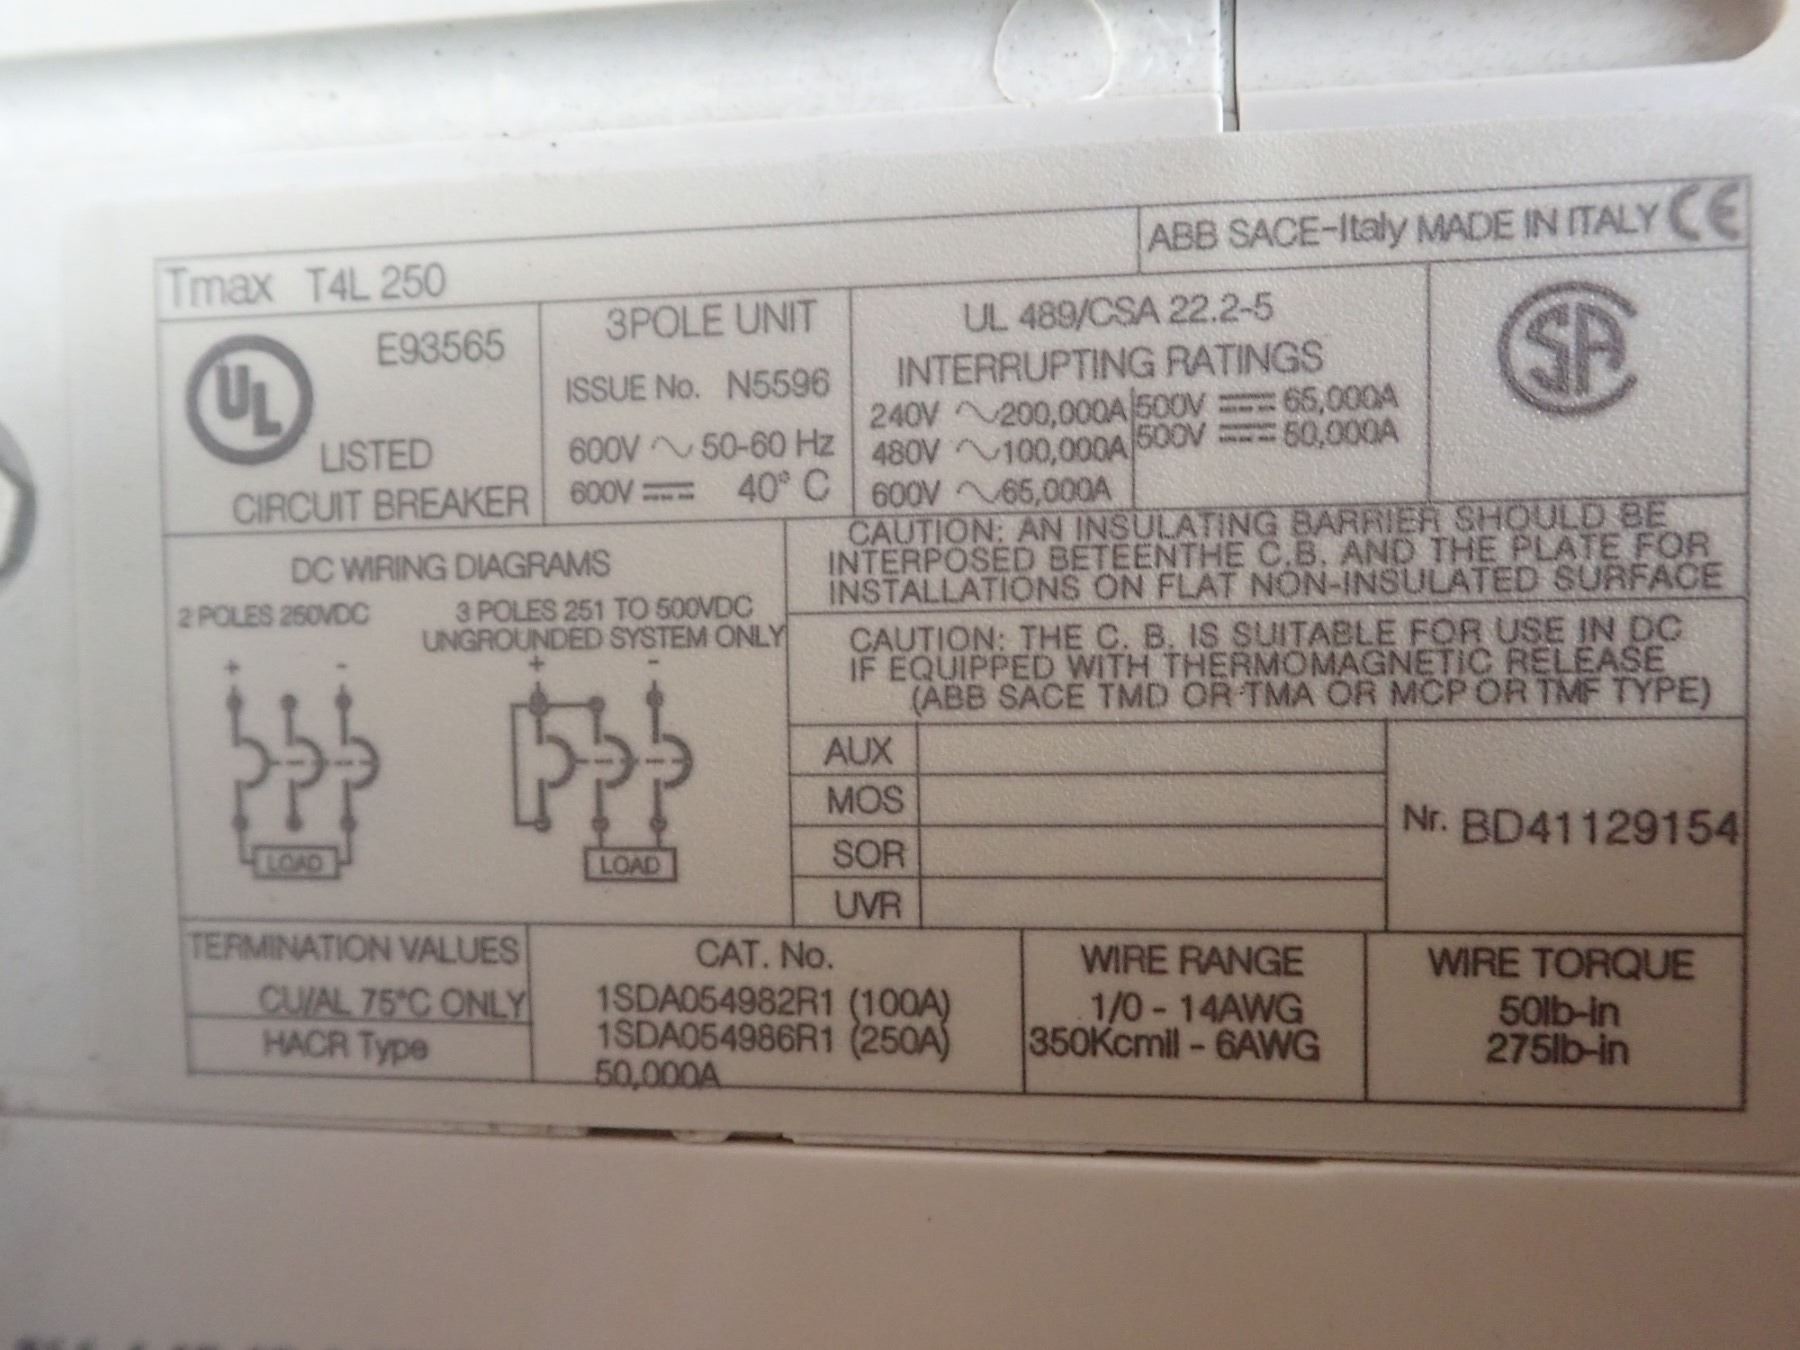 ABB SACE-Italy MADE IN ITALY CE
Tmax T4L 250
UL
E93565
LISTED
CIRCUIT BREAKER
3POLE UNIT
ISSUE No. N5596
600V 50-60 Hz
600V 40° C
UL 489/CSA 22.2-5
INTERRUPTING RATINGS
240V 200,000A 500V 65,000A
480V 100,000A 500V 50,000A
600V 65,000A
SA
DC WIRING DIAGRAMS
2 POLES 250VDC
3 POLES 251 TO 500VDC
UNGROUNDED SYSTEM ONLY
+ - + -
LOAD LOAD
CAUTION: AN INSULATING BARRIER SHOULD BE
INTERPOSED BETEENTHE C.B. AND THE PLATE FOR
INSTALLATIONS ON FLAT NON-INSULATED SURFACE
CAUTION: THE C. B. IS SUITABLE FOR USE IN DC
IF EQUIPPED WITH THERMOMAGNETIC RELEASE
(ABB SACE TMD OR TMA OR MCP OR TMF TYPE)
AUX
MOS
SOR
UVR
Nr. BD41129154
TERMINATION VALUES
CU/AL 75°C ONLY
HACR Type
CAT. No.
1SDA054982R1 (100A)
1SDA054986R1 (250A)
50,000A
WIRE RANGE
1/0 - 14AWG
350Kcmil - 6AWG
WIRE TORQUE
50lb-in
275lb-in